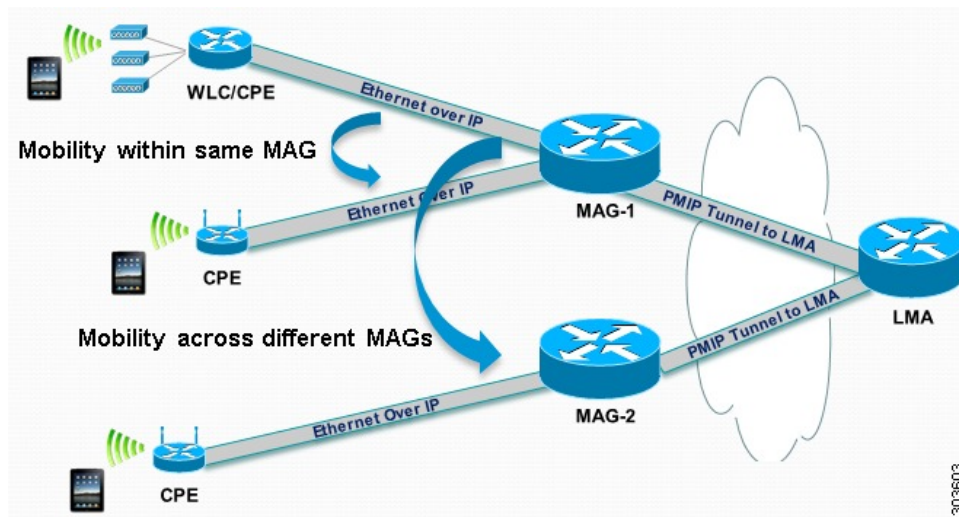 WLC/CPE
Ethernet over IP
Mobility within same MAG
Ethernet Over IP
MAG-1
PMIP Tunnel to LMA
CPE
LMA
Mobility across different MAGs
PMIP Tunnel to LMA
MAG-2
Ethernet Over IP
CPE
303603